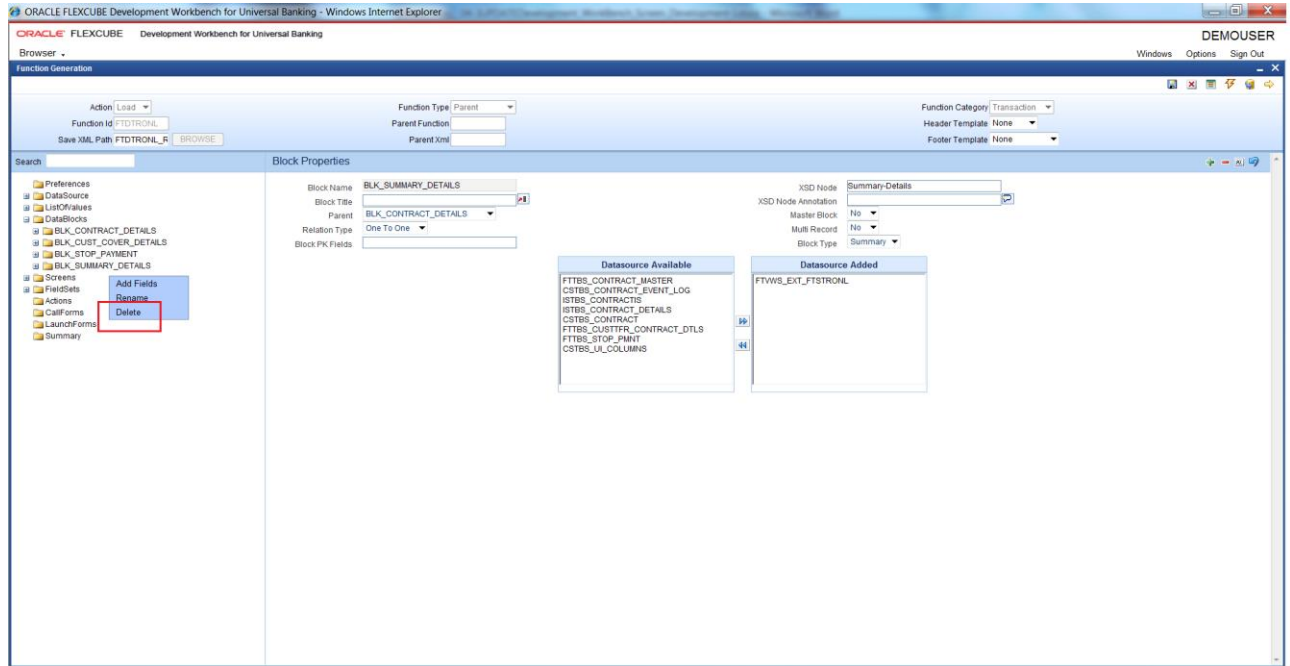 ORACLE FLEXCUBE Development Workbench for Universal Banking - Windows Internet Explorer
ORACLE FLEXCUBE Development Workbench for Universal Banking
DEMOUSER
Browser
Windows Options Sign Out
Function Generation
Action Load
Function Type Parent
Function Category Transaction
Function Id FTDTRONL
Parent Function
Header Template None
Save XML Path FTDTRONL_R BROWSE
Parent Xml
Footer Template None
Search
Block Properties
Preferences
DataSource
ListOfValues
DataBlocks
BLK_CONTRACT_DETAILS
BLK_CUST_COVER_DETAILS
BLK_STOP_PAYMENT
BLK_SUMMARY_DETAILS
Screens
FieldSets
Actions
CallForms
LaunchForms
Summary
Add Fields
Rename
Delete
Block Name BLK_SUMMARY_DETAILS
Block Title
Parent BLK_CONTRACT_DETAILS
Relation Type One To One
Block PK Fields
XSD Node Summary-Details
XSD Node Annotation
Master Block No
Multi Record No
Block Type Summary
Datasource Available
FTTBS_CONTRACT_MASTER
CSTBS_CONTRACT_EVENT_LOG
ISTBS_CONTRACTIS
ISTBS_CONTRACT_DETAILS
CSTBS_CONTRACT
FTTBS_CUSTTFR_CONTRACT_DTLS
FTTBS_STOP_PMNT
CSTBS_UI_COLUMNS
Datasource Added
FTVWS_EXT_FTSTRONL